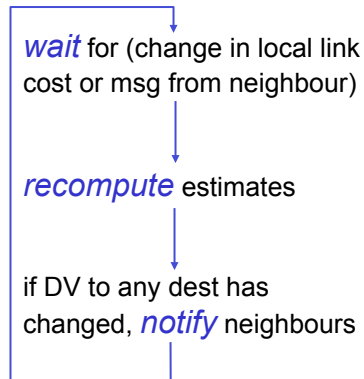 wait for (change in local link
cost or msg from neighbour)
recompute estimates
if DV to any dest has
changed, notify neighbours